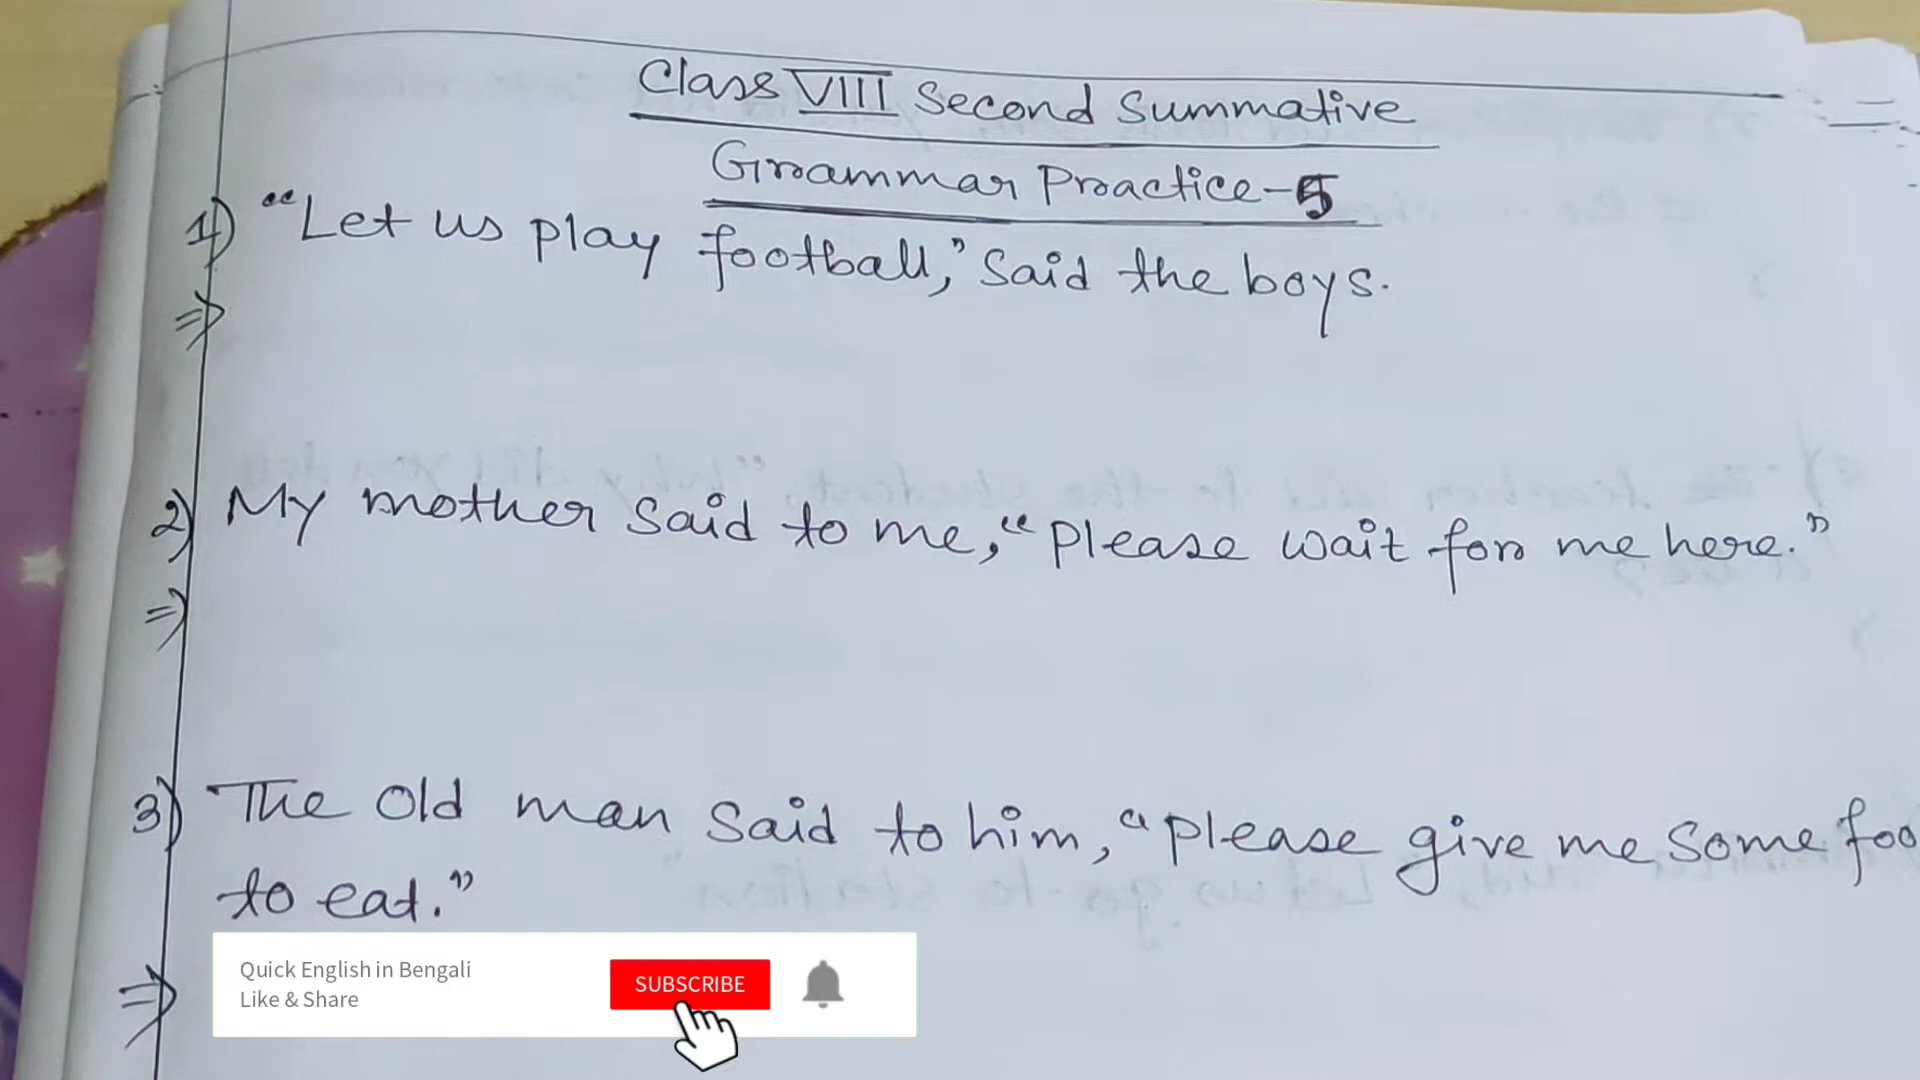 Class VIII Second Summative
Grammar Practice-5
1) "Let us play football," said the boys.
⇒
2) My mother said to me, "Please wait for me here."
⇒
3) The old man said to him, "Please give me some foo
to eat."
⇒
Quick English in Bengali
Like & Share
SUBSCRIBE